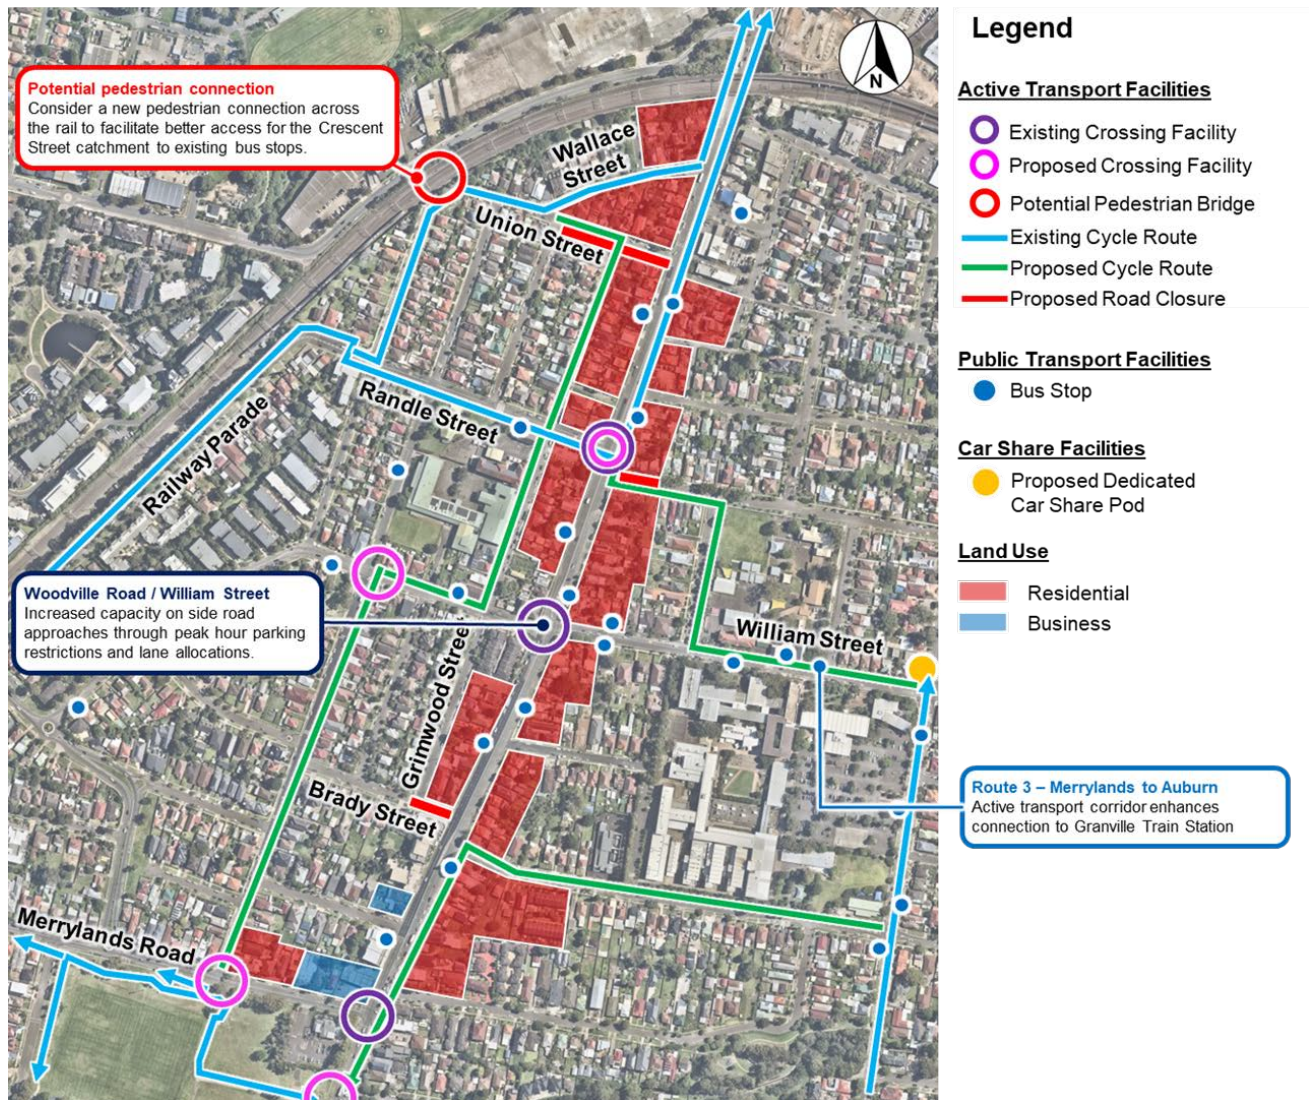 Potential pedestrian connection
Consider a new pedestrian connection across
the rail to facilitate better access for the Crescent
Street catchment to existing bus stops.
N
Wallace
Street
Union Street
Randle Street
Railway Parade
Woodville Road / William Street
Increased capacity on side road
approaches through peak hour parking
restrictions and lane allocations.
William Street
Grimwood Street
Brady Street
Merrylands Road
Legend
Active Transport Facilities
Existing Crossing Facility
Proposed Crossing Facility
Potential Pedestrian Bridge
Existing Cycle Route
Proposed Cycle Route
Proposed Road Closure
Public Transport Facilities
Bus Stop
Car Share Facilities
Proposed Dedicated
Car Share Pod
Land Use
Residential
Business
Route 3 – Merrylands to Auburn
Active transport corridor enhances
connection to Granville Train Station